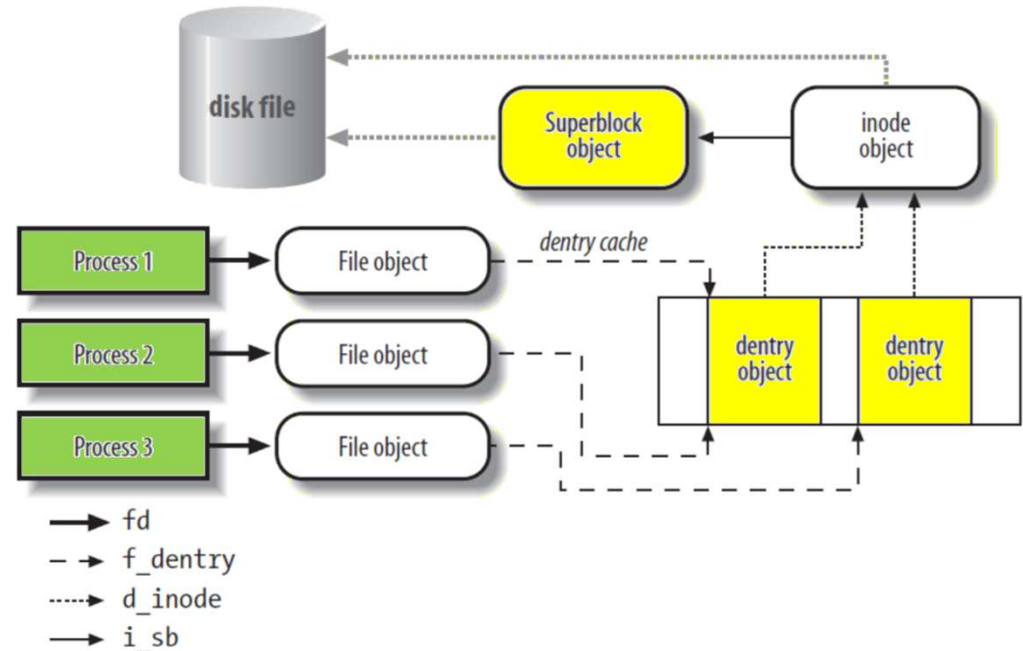 disk file
Superblock
object
inode
object
Process 1
File object
dentry cache
Process 2
File object
dentry
object
dentry
object
Process 3
File object
fd
f_dentry
d_inode
i_sb